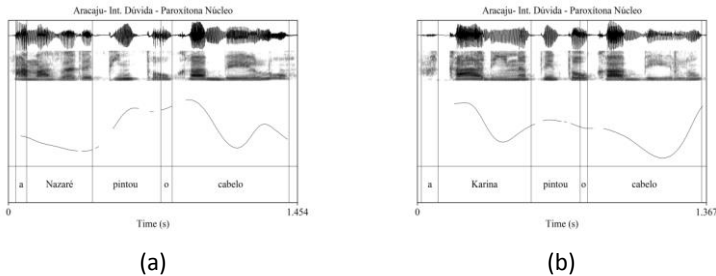 Aracaju- Int. Dúvida - Paroxítona Núcleo
a Nazaré pintou o cabelo
0 1.454
Time (s)
(a)
Aracaju- Int. Dúvida - Paroxítona Núcleo
a Karina pintou o cabelo
0 1.367
Time (s)
(b)